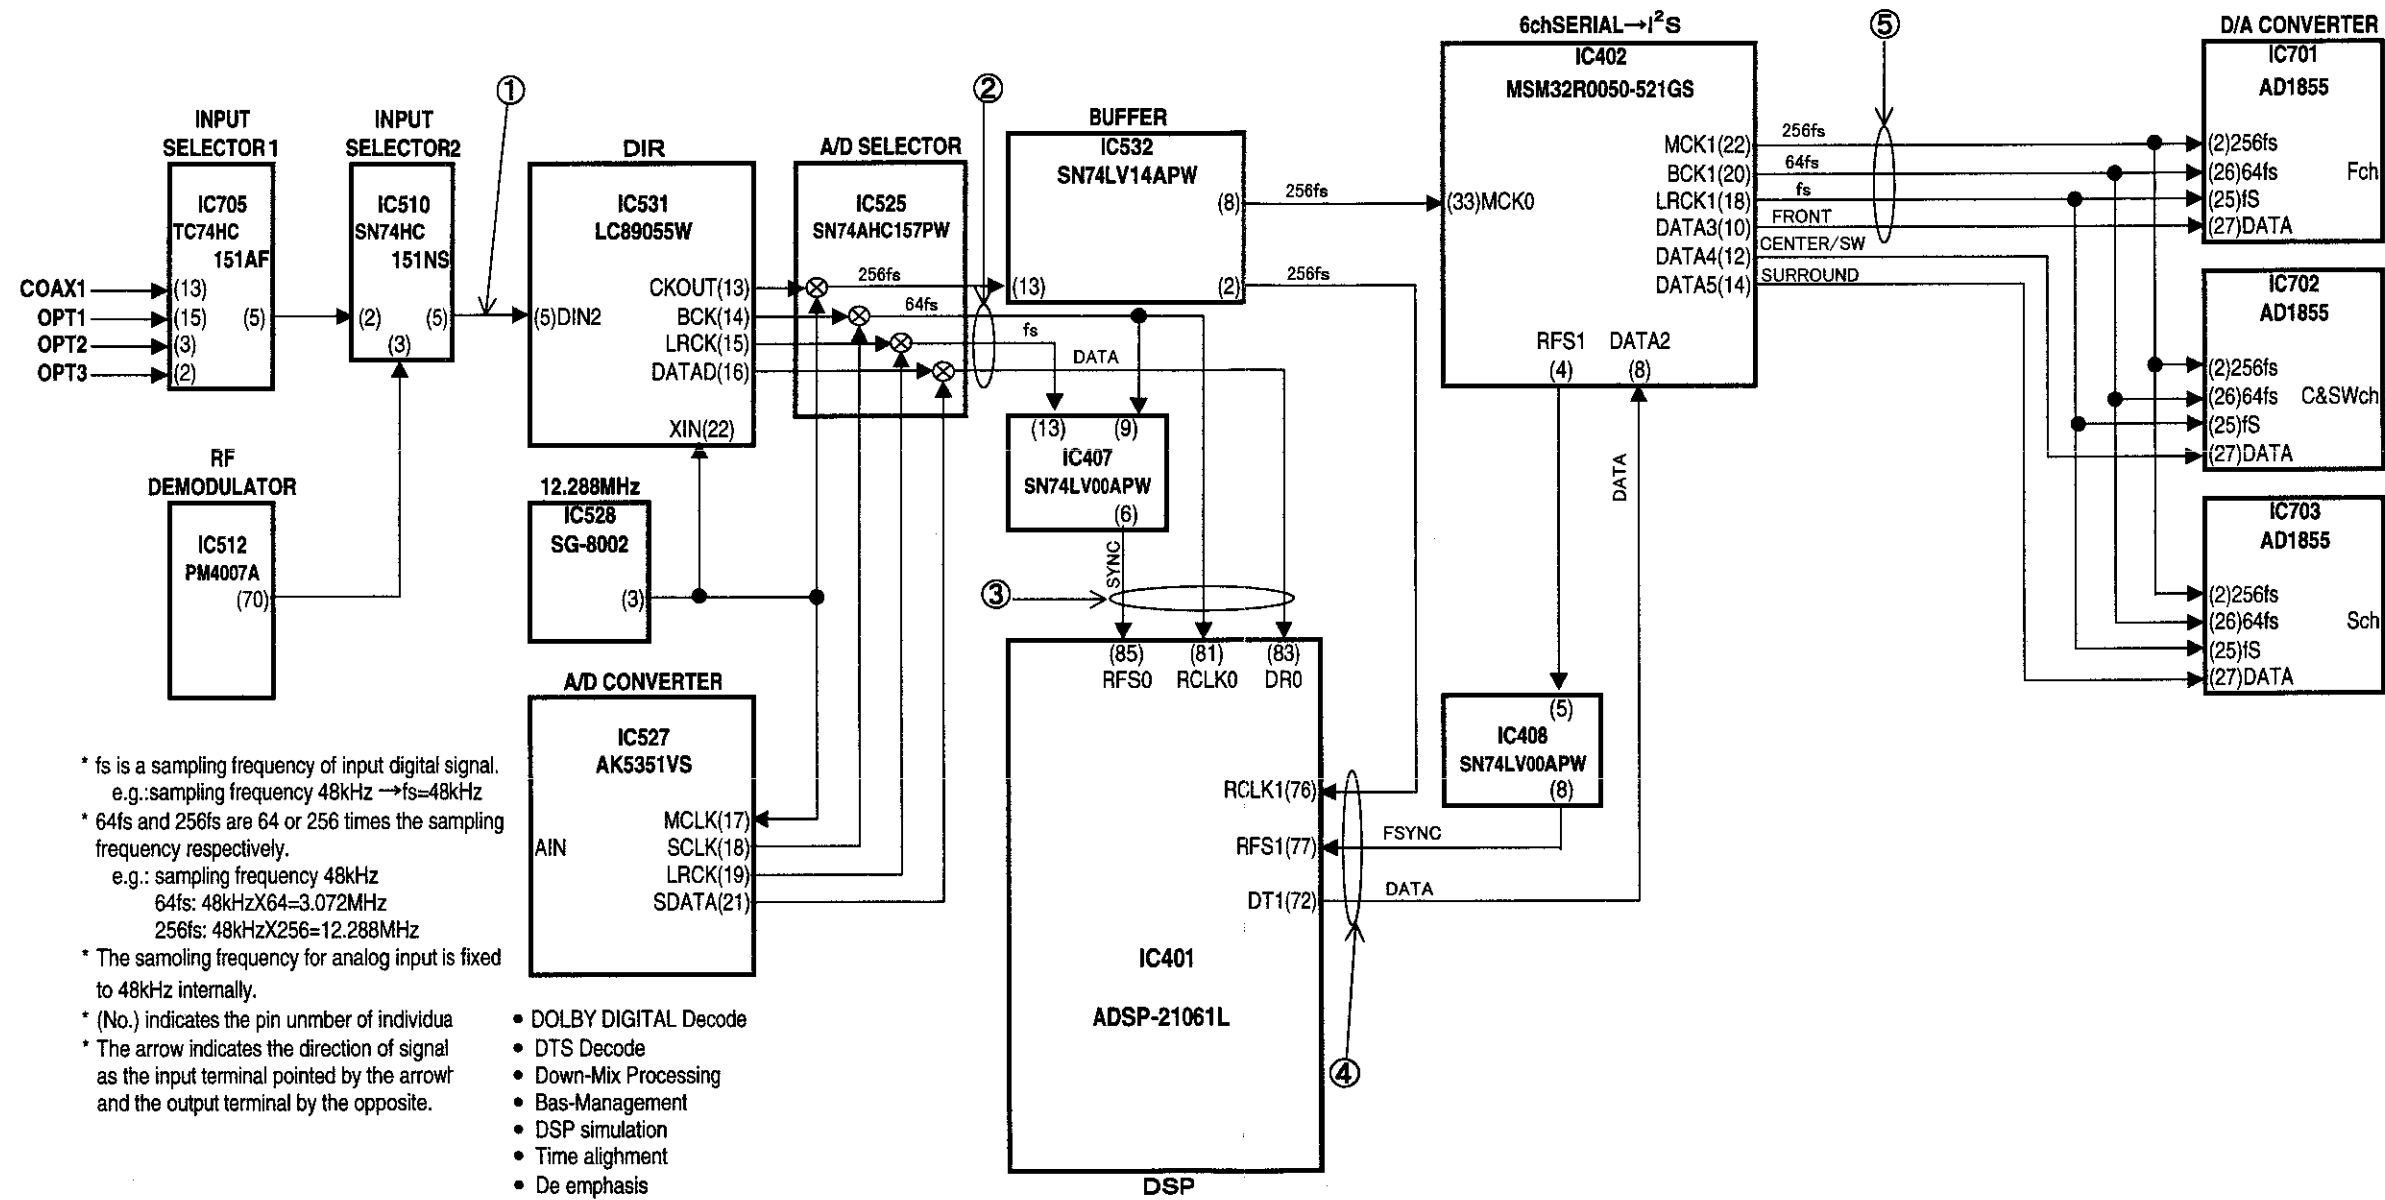 INPUT
SELECTOR1
IC705
TC74HC
151AF
COAX1
OPT1
OPT2
OPT3
(13)
(15)
(3)
(2)
(5)
INPUT
SELECTOR2
IC510
SN74HC
151NS
(2)
(5)
(3)
①
RF
DEMODULATOR
IC512
PM4007A
(70)
DIR
IC531
LC89055W
(5)DIN2
CKOUT(13)
BCK(14)
LRCK(15)
DATAD(16)
XIN(22)
12.288MHz
IC528
SG-8002
(3)
A/D CONVERTER
IC527
AK5351VS
AIN
MCLK(17)
SCLK(18)
LRCK(19)
SDATA(21)
A/D SELECTOR
IC525
SN74AHC157PW
256fs
64fs
fs
DATA
②
BUFFER
IC532
SN74LV14APW
(8)
(13)
(2)
256fs
256fs
(13)
(9)
IC407
SN74LV00APW
(6)
SYNC
③
(85)
(81)
(83)
RFS0
RCLK0
DR0
RCLK1(76)
RFS1(77)
DT1(72)
IC401
ADSP-21061L
DSP
④
FSYNC
DATA
6chSERIAL→I²S
IC402
MSM32R0050-521GS
(33)MCK0
MCK1(22)
BCK1(20)
LRCK1(18)
DATA3(10)
DATA4(12)
DATA5(14)
RFS1
DATA2
(4)
(8)
DATA
(5)
IC408
SN74LV00APW
(8)
⑤
256fs
64fs
fs
FRONT
CENTER/SW
SURROUND
D/A CONVERTER
IC701
AD1855
(2)256fs
(26)64fs
Fch
(25)fS
(27)DATA
IC702
AD1855
(2)256fs
(26)64fs
C&SWch
(25)fS
(27)DATA
IC703
AD1855
(2)256fs
(26)64fs
Sch
(25)fS
(27)DATA
* fs is a sampling frequency of input digital signal.
e.g.:sampling frequency 48kHz →fs=48kHz
* 64fs and 256fs are 64 or 256 times the sampling
frequency respectively.
e.g.: sampling frequency 48kHz
64fs: 48kHzX64=3.072MHz
256fs: 48kHzX256=12.288MHz
* The samoling frequency for analog input is fixed
to 48kHz internally.
* (No.) indicates the pin unmber of individua
* The arrow indicates the direction of signal
as the input terminal pointed by the arrowh
and the output terminal by the opposite.
• DOLBY DIGITAL Decode
• DTS Decode
• Down-Mix Processing
• Bas-Management
• DSP simulation
• Time alighment
• De emphasis